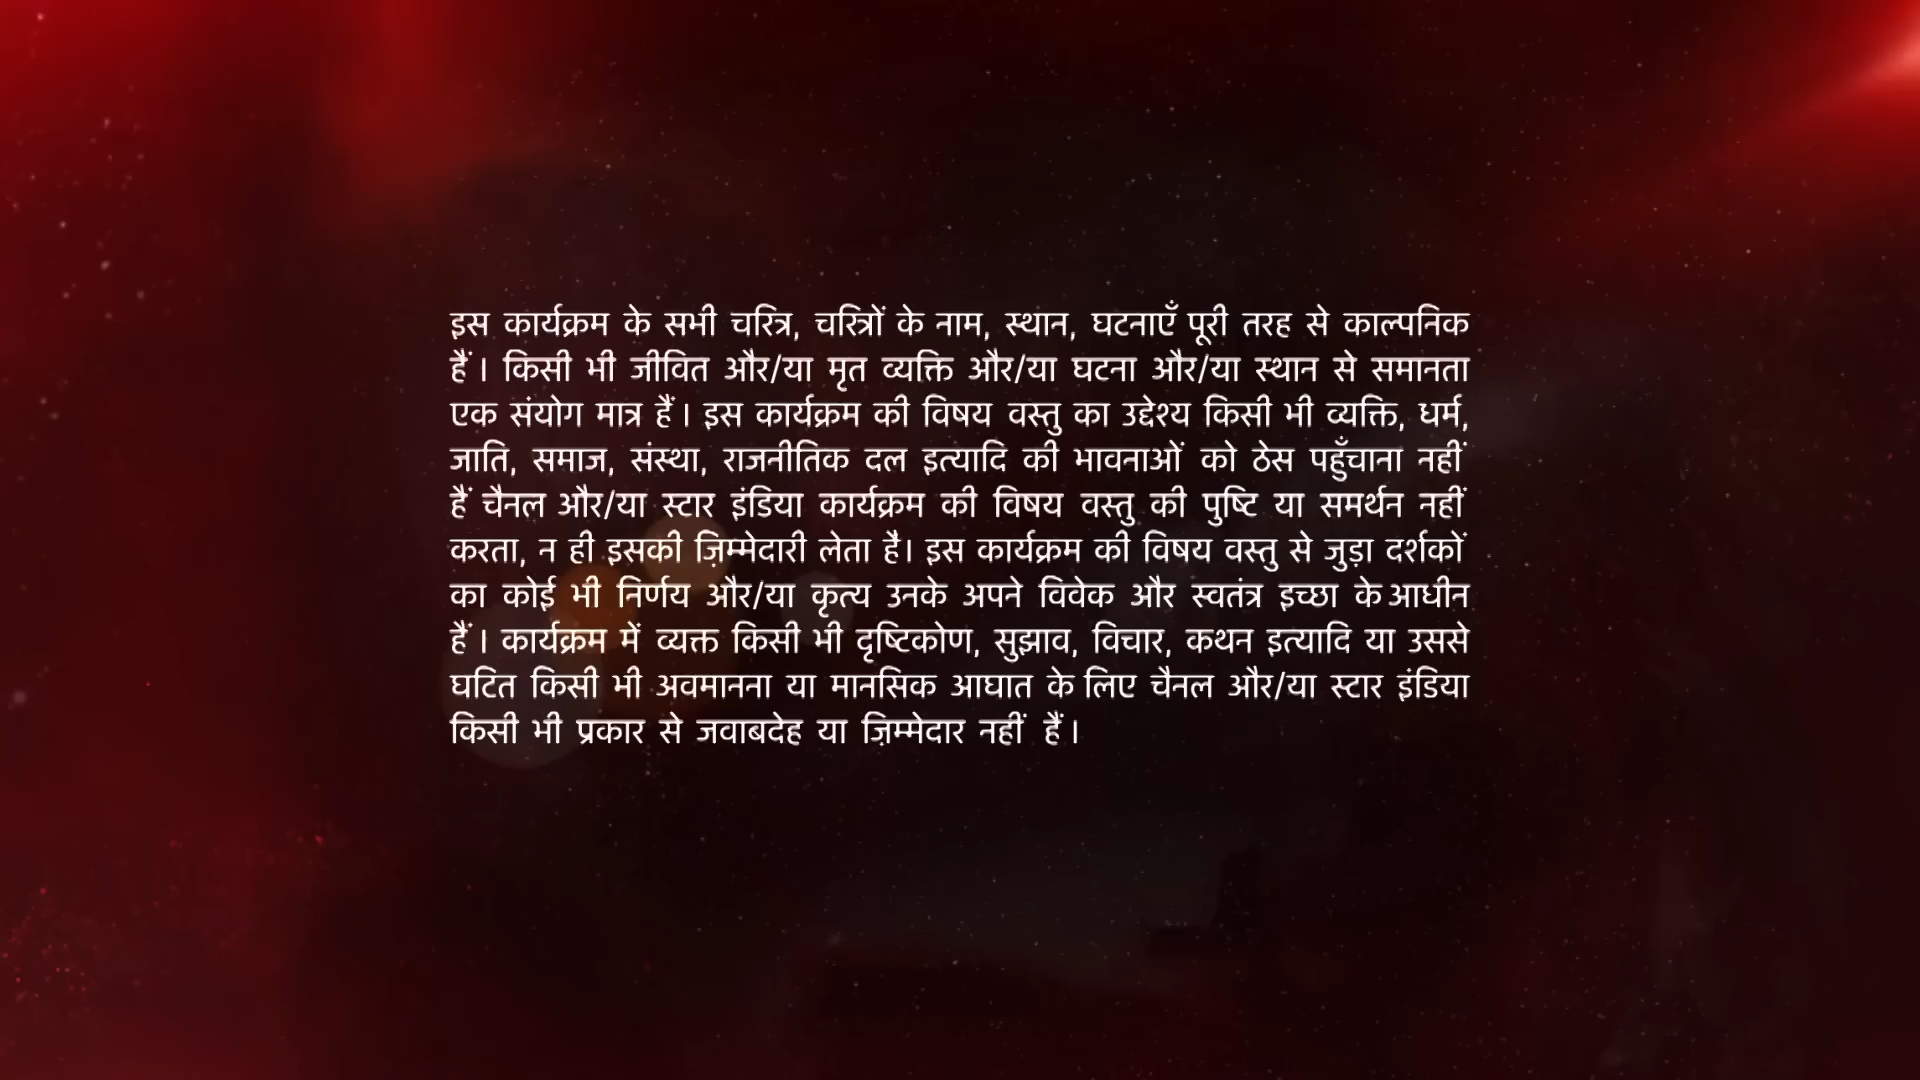 इस कार्यक्रम के सभी चरित्र, चरित्रों के नाम, स्थान, घटनाएँ पूरी तरह से काल्पनिक
हैं । किसी भी जीवित और/या मृत व्यक्ति और/या घटना और/या स्थान से समानता
एक संयोग मात्र हैं । इस कार्यक्रम की विषय वस्तु का उद्देश्य किसी भी व्यक्ति, धर्म,
जाति, समाज, संस्था, राजनीतिक दल इत्यादि की भावनाओं को ठेस पहुँचाना नहीं
हैं चैनल और/या स्टार इंडिया कार्यक्रम की विषय वस्तु की पुष्टि या समर्थन नहीं
करता, न ही इसकी ज़िम्मेदारी लेता है। इस कार्यक्रम की विषय वस्तु से जुड़ा दर्शकों
का कोई भी निर्णय और/या कृत्य उनके अपने विवेक और स्वतंत्र इच्छा के आधीन
हैं । कार्यक्रम में व्यक्त किसी भी दृष्टिकोण, सुझाव, विचार, कथन इत्यादि या उससे
घटित किसी भी अवमानना या मानसिक आघात के लिए चैनल और/या स्टार इंडिया
किसी भी प्रकार से जवाबदेह या ज़िम्मेदार नहीं हैं ।